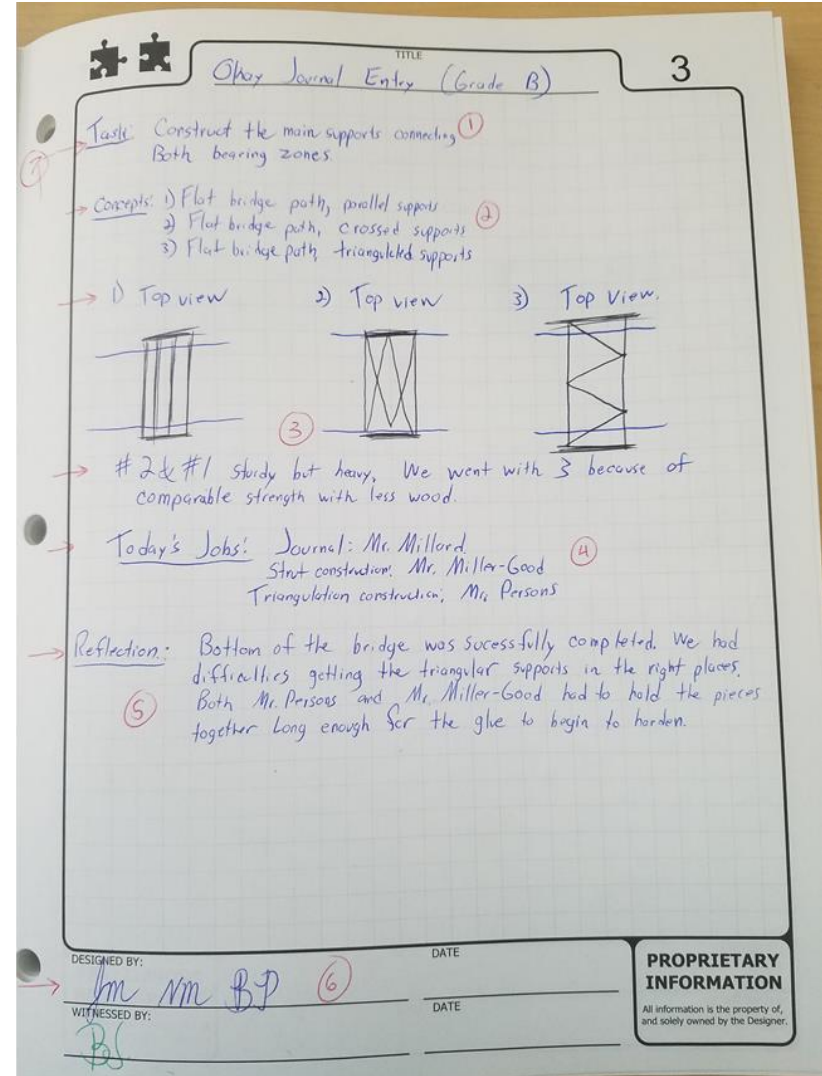 TITLE
Okay Journal Entry (Grade B)
3
Task: Construct the main supports connecting ①
Both bearing zones.
Concepts: 1) Flat bridge path, parallel supports
2) Flat bridge path, crossed supports ②
3) Flat bridge path, triangulated supports
1) Top view 2) Top view 3) Top View.
③
#2 & #1 sturdy but heavy, We went with 3 because of
comparable strength with less wood.
Today's Jobs: Journal: Mr. Millard ④
Strut construction: Mr. Miller-Good
Triangulation construction: Mr. Persons
Reflection: Bottom of the bridge was sucessfully completed. We had
difficulties getting the triangular supports in the right places.
Both Mr. Persons and Mr. Miller-Good had to hold the pieces
⑤
together Long enough for the glue to begin to harden.
DESIGNED BY:
DATE
Jm NM BP ⑥
WITNESSED BY:
DATE
BS
PROPRIETARY
INFORMATION
All information is the property of,
and solely owned by the Designer.